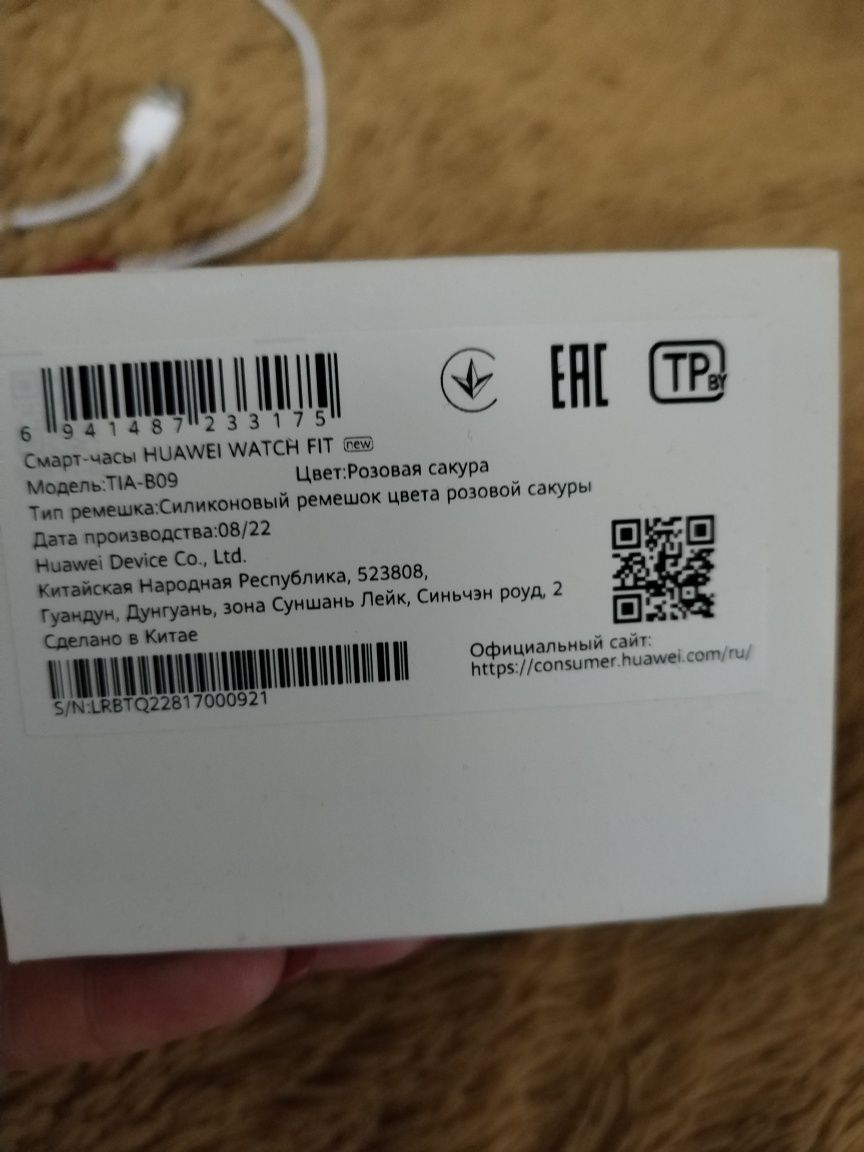 EAC
TP BY
6 941487 233175
Смарт-часы HUAWEI WATCH FIT new
Модель:TIA-B09 Цвет:Розовая сакура
Тип ремешка:Силиконовый ремешок цвета розовой сакуры
Дата производства:08/22
Huawei Device Co., Ltd.
Китайская Народная Республика, 523808,
Гуандун, Дунгуань, зона Суншань Лейк, Синьчэн роуд, 2
Сделано в Китае
S/N:LRBTQ22817000921
Официальный сайт:
https://consumer.huawei.com/ru/